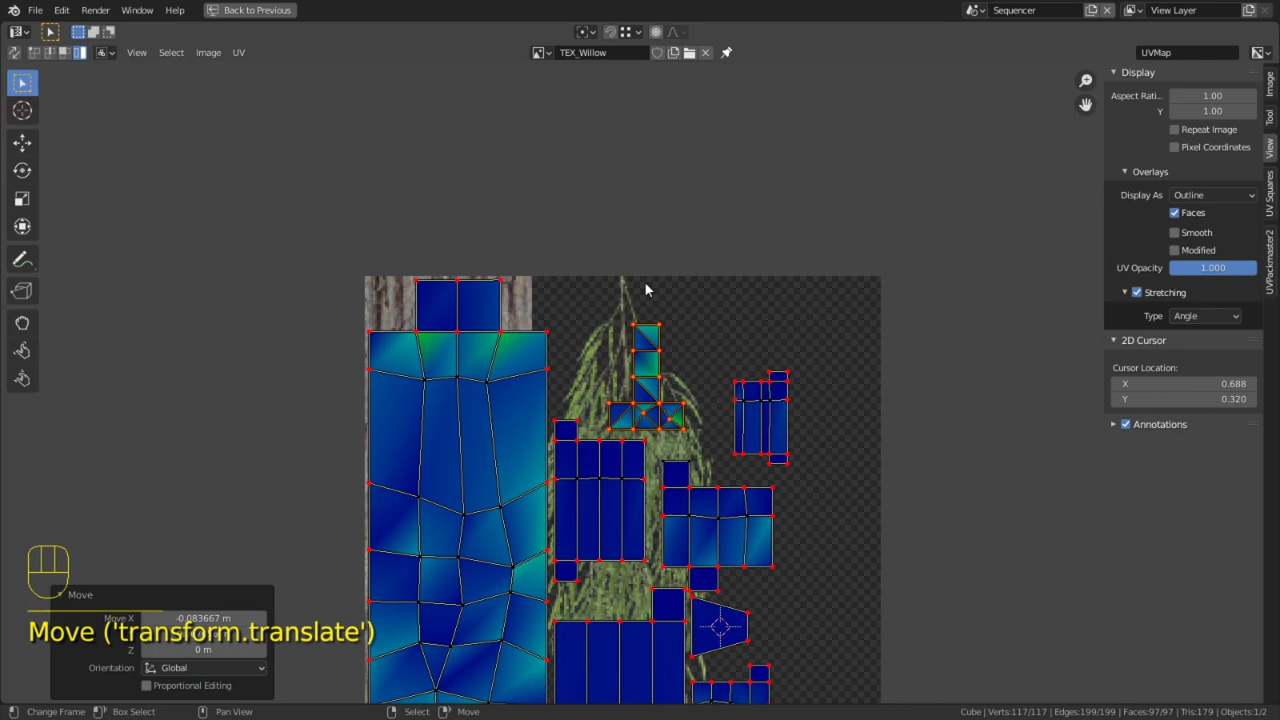 File Edit Render Window Help Back to Previous Sequencer View Layer
View Select Image UV TEX_Willow UVMap
Display
Aspect Rati... 1.00
Y 1.00
Repeat Image
Pixel Coordinates
Overlays
Display As Outline
Faces
Smooth
Modified
UV Opacity 1.000
Stretching
Type Angle
2D Cursor
Cursor Location:
X 0.688
Y 0.320
Annotations
Image
Tool
View
UV Squares
UVPackmaster2
Move
Move X -0.083667 m
Move ('transform.translate')
Z 0 m
Orientation Global
Proportional Editing
Change Frame Box Select Pan View Select Move Cube | Verts:117/117 | Edges:199/199 | Faces:97/97 | Tris:179 | Objects:1/2